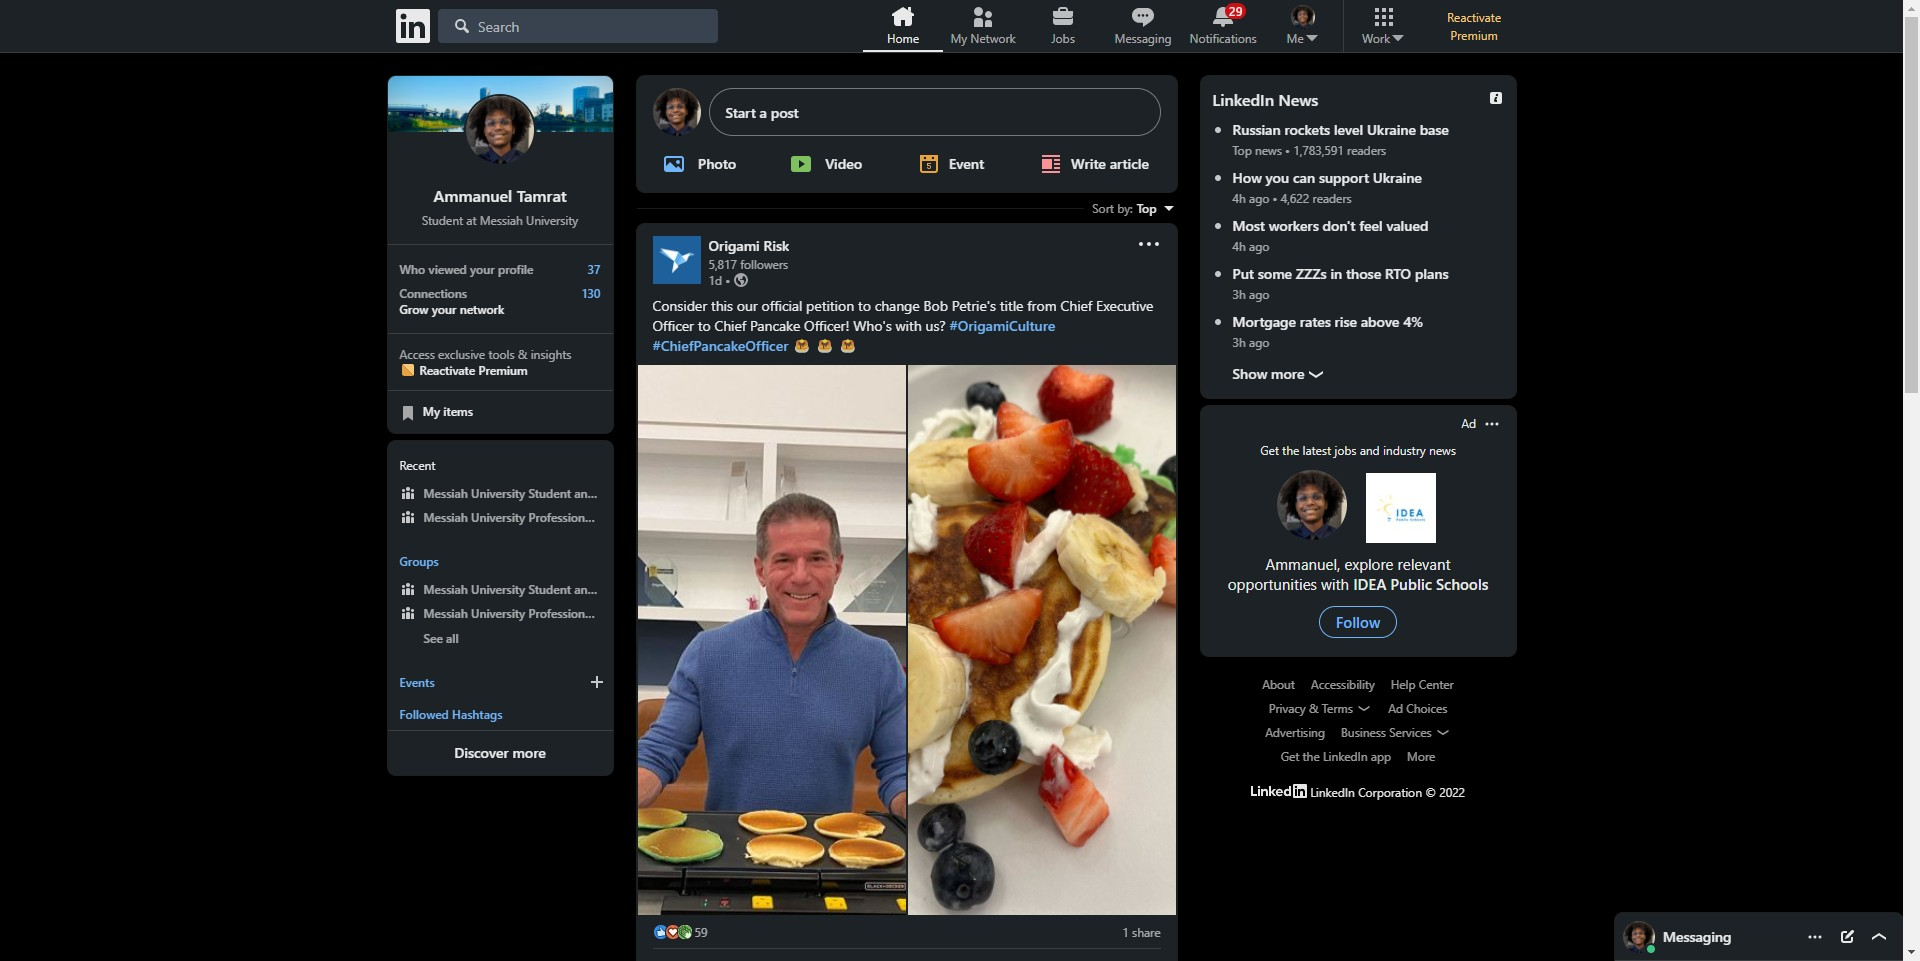 in
Search
Home
My Network
Jobs
Messaging
29
Notifications
Me
Work
Reactivate
Premium
Ammanuel Tamrat
Student at Messiah University
Who viewed your profile 37
Connections 130
Grow your network
Access exclusive tools & insights
Reactivate Premium
My items
Recent
Messiah University Student an...
Messiah University Profession...
Groups
Messiah University Student an...
Messiah University Profession...
See all
Events
Followed Hashtags
Discover more
Start a post
Photo
Video
5
Event
Write article
Sort by: Top
Origami Risk
5,817 followers
1d •
Consider this our official petition to change Bob Petrie's title from Chief Executive
Officer to Chief Pancake Officer! Who's with us? #OrigamiCulture
#ChiefPancakeOfficer
BLACK+DECKER
59
1 share
LinkedIn News
Russian rockets level Ukraine base
Top news • 1,783,591 readers
How you can support Ukraine
4h ago • 4,622 readers
Most workers don't feel valued
4h ago
Put some ZZZs in those RTO plans
3h ago
Mortgage rates rise above 4%
3h ago
Show more
Ad
Get the latest jobs and industry news
IDEA
Public Schools
Ammanuel, explore relevant
opportunities with IDEA Public Schools
Follow
About Accessibility Help Center
Privacy & Terms Ad Choices
Advertising Business Services
Get the LinkedIn app More
LinkedIn LinkedIn Corporation © 2022
Messaging